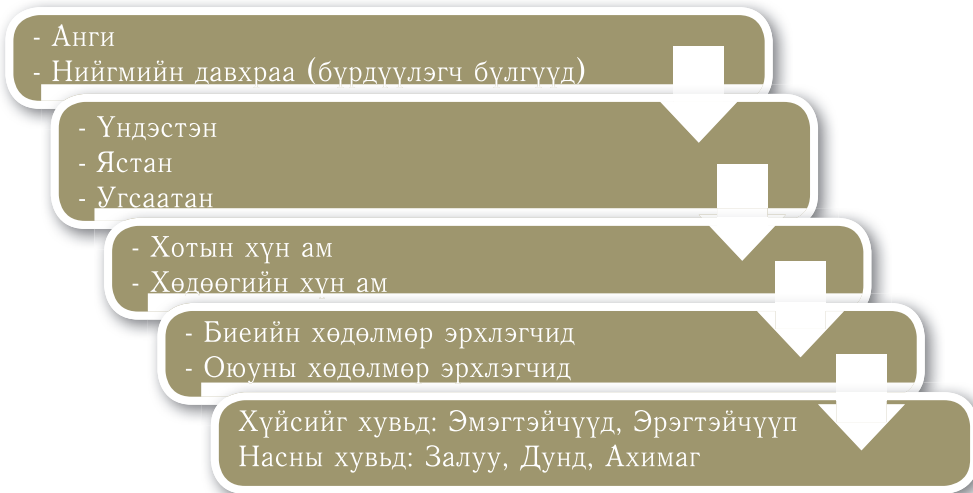 - Анги
- Нийгмийн давхраа (бүрдүүлэгч бүлгүүд)
- Үндэстэн
- Ястан
- Угсаатан
- Хотын хүн ам
- Хөдөөгийн хүн ам
- Биеийн хөдөлмөр эрхлэгчид
- Оюуны хөдөлмөр эрхлэгчид
Хүйсийг хувьд: Эмэгтэйчүүд, Эрэгтэйчүүп
Насны хувьд: Залуу, Дунд, Ахимаг